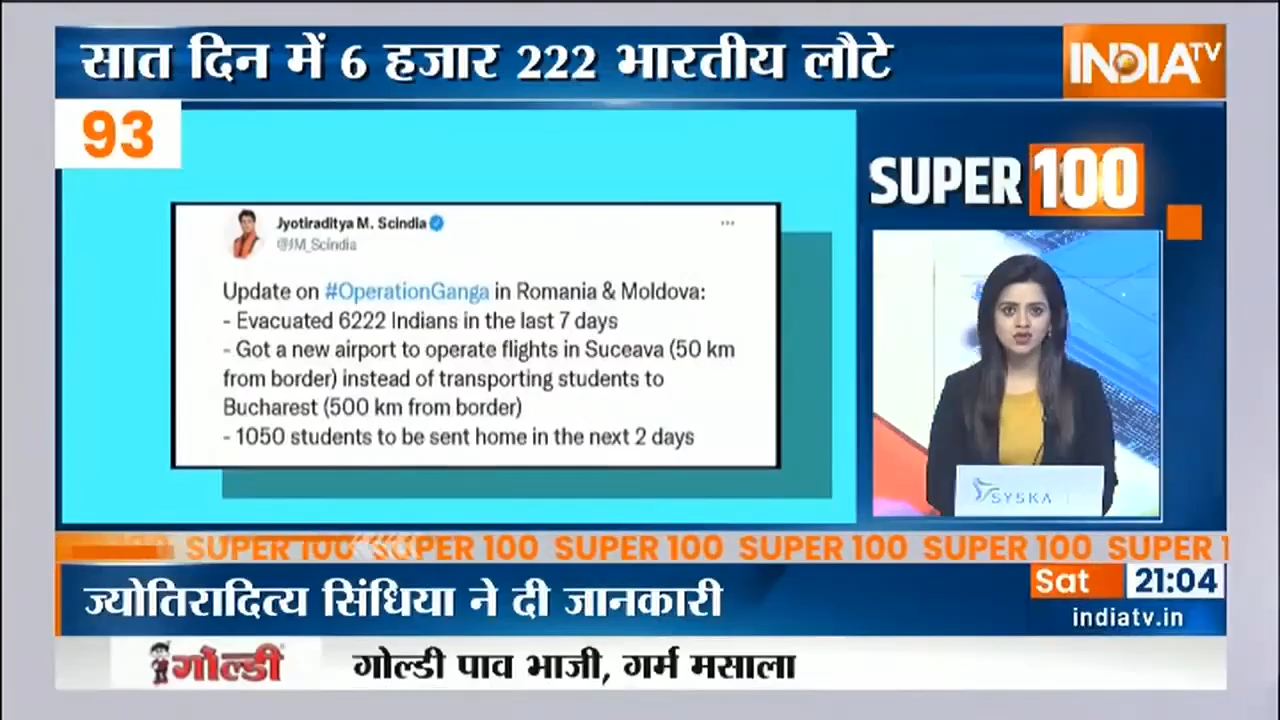 सात दिन में 6 हजार 222 भारतीय लौटे
INDIA TV
93
SUPER 100
Jyotiraditya M. Scindia
@JM_Scindia
Update on #OperationGanga in Romania & Moldova:
- Evacuated 6222 Indians in the last 7 days
- Got a new airport to operate flights in Suceava (50 km
from border) instead of transporting students to
Bucharest (500 km from border)
- 1050 students to be sent home in the next 2 days
SYSKA
SUPER 100 SUPER 100 SUPER 100 SUPER 100 SUPER 100 SUPER 1
ज्योतिरादित्य सिंधिया ने दी जानकारी
Sat 21:04
indiatv.in
गोल्डी गोल्डी पाव भाजी, गर्म मसाला